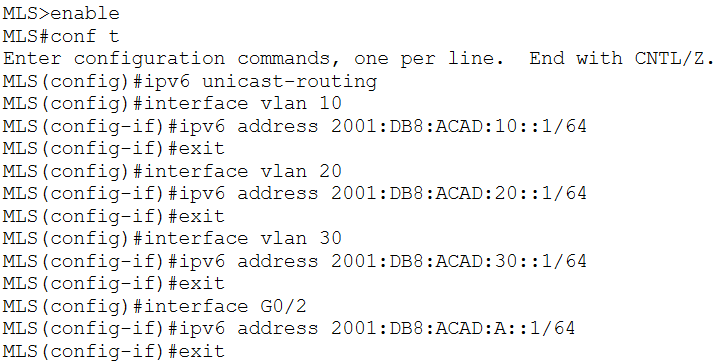 MLS>enable
MLS#conf t
Enter configuration commands, one per line.  End with CNTL/Z.
MLS(config)#ipv6 unicast-routing
MLS(config)#interface vlan 10
MLS(config-if)#ipv6 address 2001:DB8:ACAD:10::1/64
MLS(config-if)#exit
MLS(config)#interface vlan 20
MLS(config-if)#ipv6 address 2001:DB8:ACAD:20::1/64
MLS(config-if)#exit
MLS(config)#interface vlan 30
MLS(config-if)#ipv6 address 2001:DB8:ACAD:30::1/64
MLS(config-if)#exit
MLS(config)#interface G0/2
MLS(config-if)#ipv6 address 2001:DB8:ACAD:A::1/64
MLS(config-if)#exit